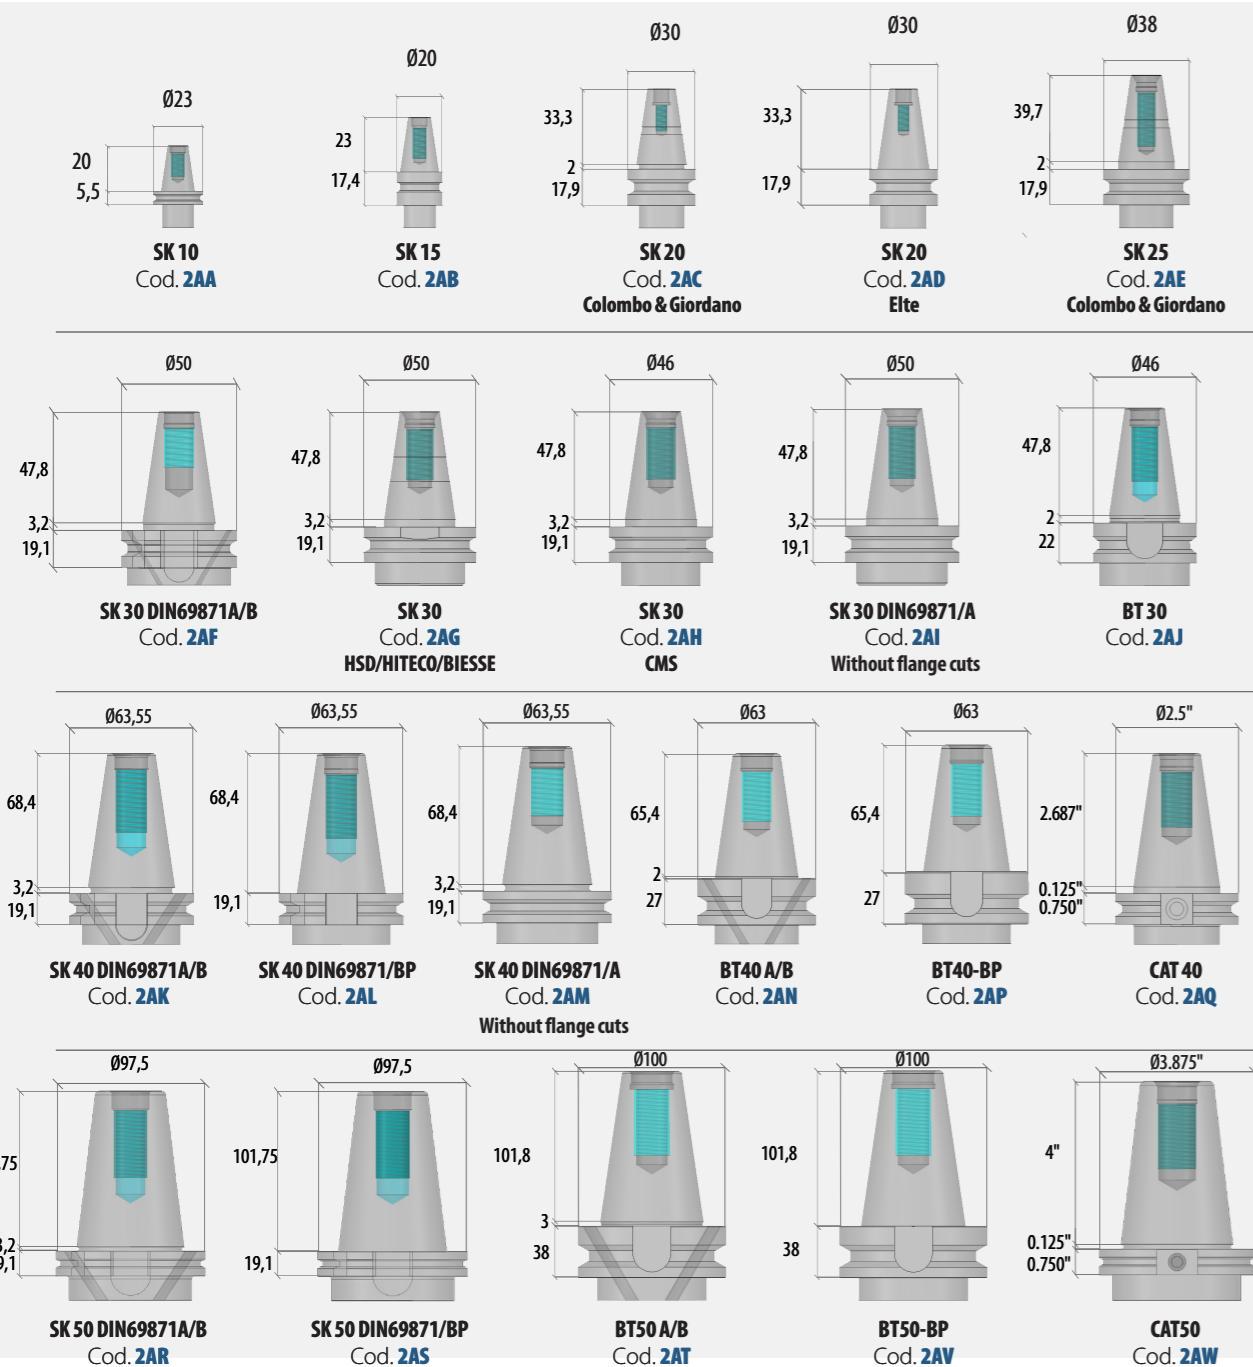 Ø23
20
5,5
SK 10
Cod. 2AA
Ø20
23
17,4
SK 15
Cod. 2AB
Ø30
33,3
2
17,9
SK 20
Cod. 2AC
Colombo & Giordano
Ø30
33,3
17,9
SK 20
Cod. 2AD
Elte
Ø38
39,7
2
17,9
SK 25
Cod. 2AE
Colombo & Giordano
Ø50
47,8
3,2
19,1
SK 30 DIN69871A/B
Cod. 2AF
Ø50
47,8
3,2
19,1
SK 30
Cod. 2AG
HSD/HITECO/BIESSE
Ø46
47,8
3,2
19,1
SK 30
Cod. 2AH
CMS
Ø50
47,8
3,2
19,1
SK 30 DIN69871/A
Cod. 2AI
Without flange cuts
Ø46
47,8
2
22
BT 30
Cod. 2AJ
Ø63,55
68,4
3,2
19,1
SK 40 DIN69871A/B
Cod. 2AK
Ø63,55
68,4
19,1
SK 40 DIN69871/BP
Cod. 2AL
Ø63,55
68,4
3,2
19,1
SK 40 DIN69871/A
Cod. 2AM
Without flange cuts
Ø63
65,4
2
27
BT40 A/B
Cod. 2AN
Ø63
65,4
27
BT40-BP
Cod. 2AP
Ø2.5"
2.687"
0.125"
0.750"
CAT 40
Cod. 2AQ
Ø97,5
75
3,2
9,1
SK 50 DIN69871A/B
Cod. 2AR
Ø97,5
101,75
19,1
SK 50 DIN69871/BP
Cod. 2AS
Ø100
101,8
3
38
BT50 A/B
Cod. 2AT
Ø100
101,8
38
BT50-BP
Cod. 2AV
Ø3.875"
4"
0.125"
0.750"
CAT50
Cod. 2AW